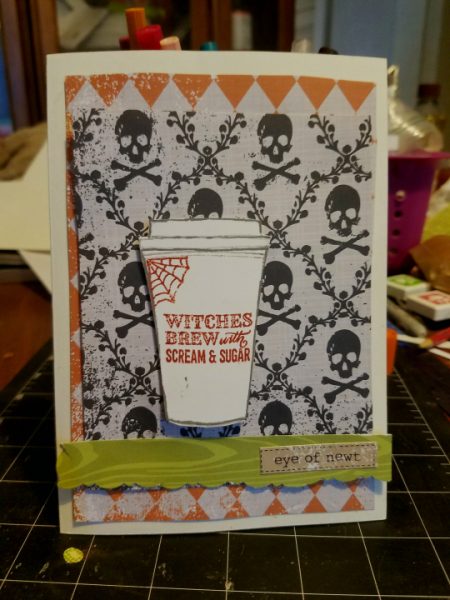 WITCHES
BREW with
SCREAM & SUGAR
eye of newt